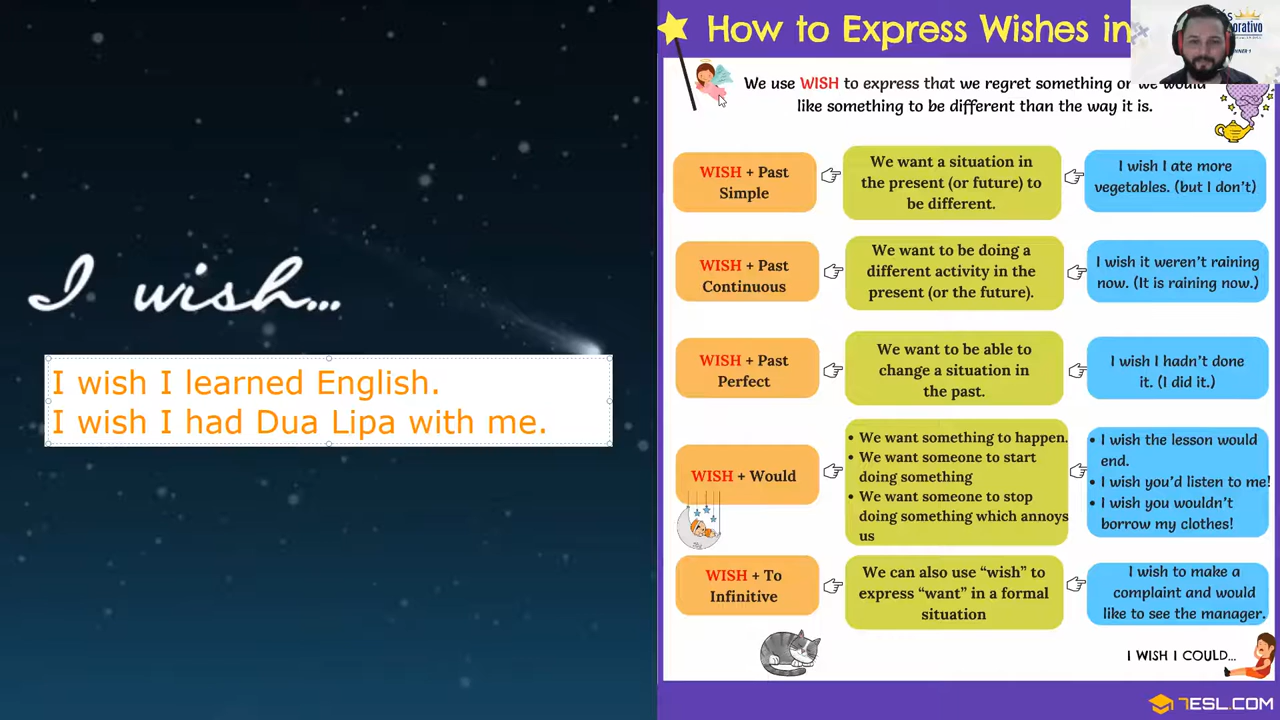 I wish...
I wish I learned English.
I wish I had Dua Lipa with me.
How to Express Wishes in
We use WISH to express that we regret something or we would
like something to be different than the way it is.
WISH + Past
Simple
We want a situation in
the present (or future) to
be different.
I wish I ate more
vegetables. (but I don't)
WISH + Past
Continuous
We want to be doing a
different activity in the
present (or the future).
I wish it weren't raining
now. (It is raining now.)
WISH + Past
Perfect
We want to be able to
change a situation in
the past.
I wish I hadn't done
it. (I did it.)
WISH + Would
• We want something to happen.
• We want someone to start
doing something
• We want someone to stop
doing something which annoys
us
• I wish the lesson would
end.
• I wish you'd listen to me!
• I wish you wouldn't
borrow my clothes!
WISH + To
Infinitive
We can also use “wish” to
express “want” in a formal
situation
I wish to make a
complaint and would
like to see the manager.
I WISH I COULD...
7ESL.COM